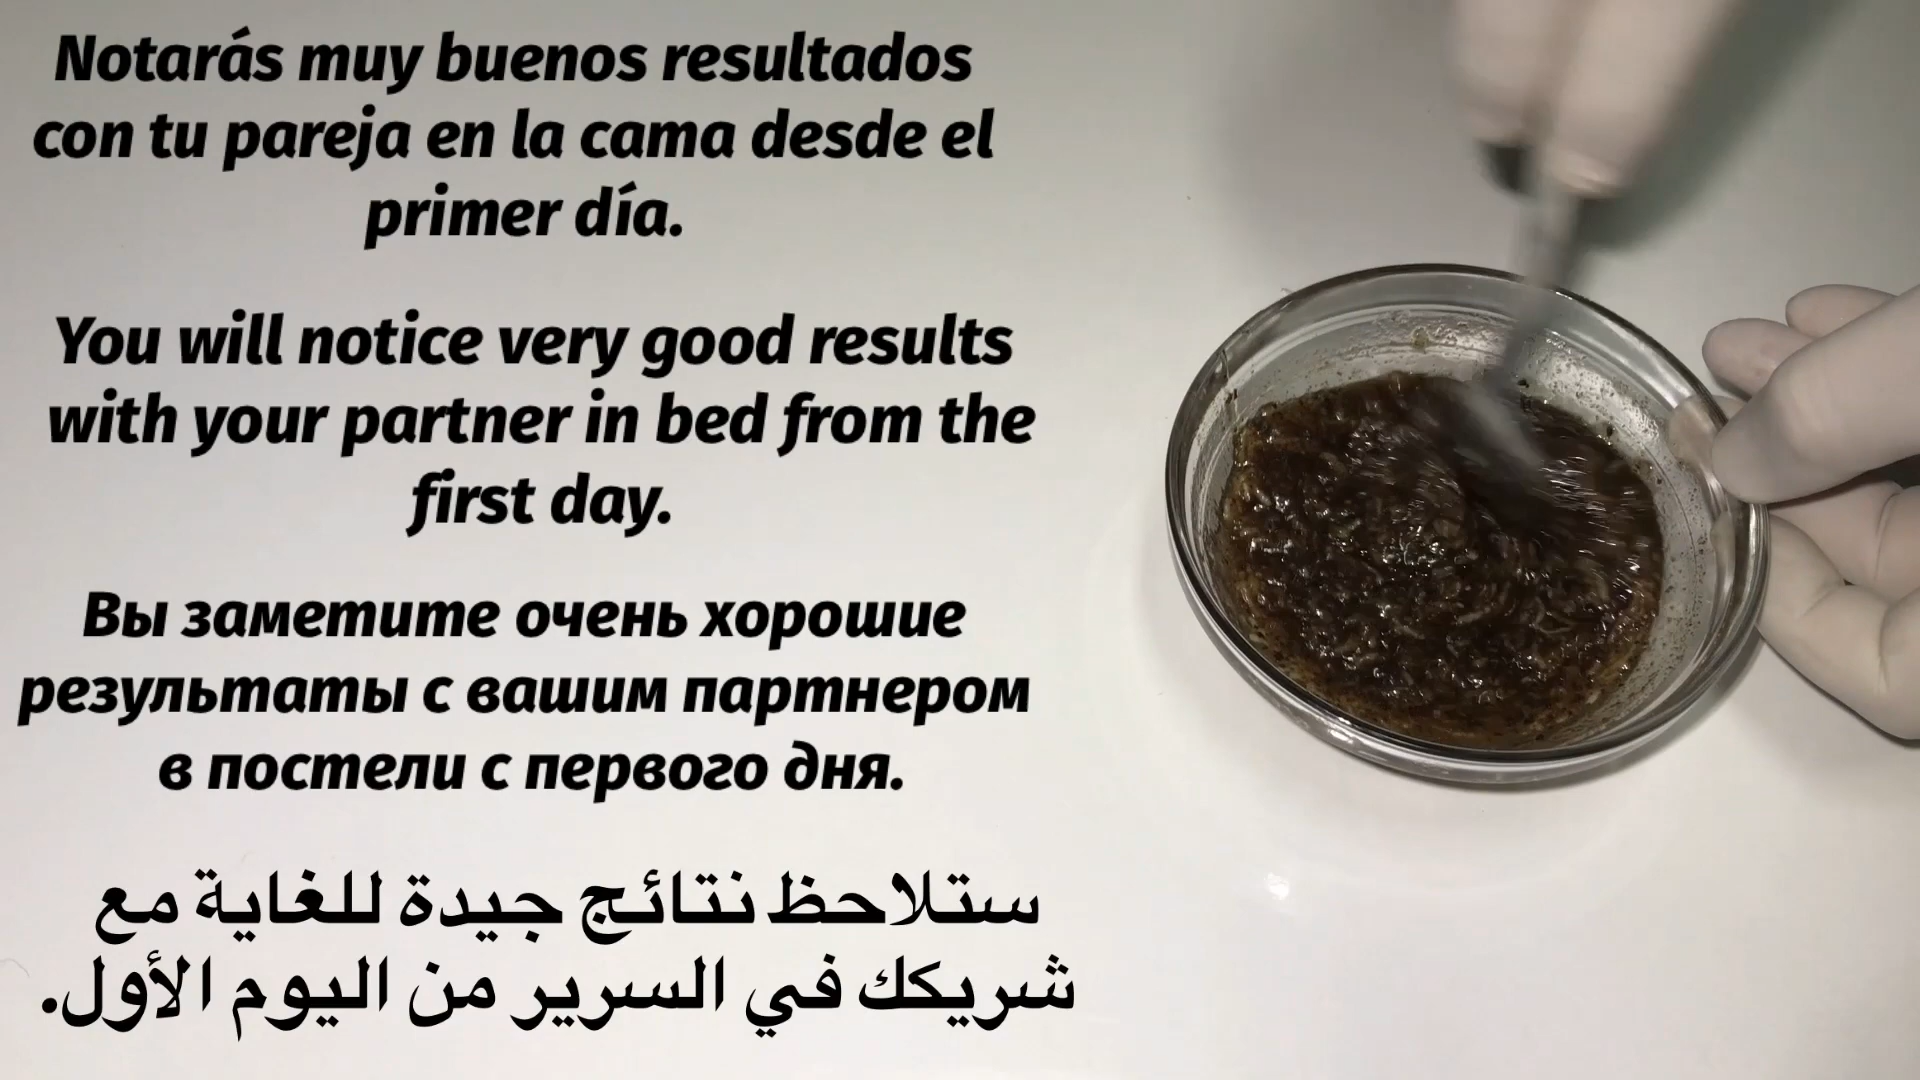 Notarás muy buenos resultados
con tu pareja en la cama desde el
primer día.
You will notice very good results
with your partner in bed from the
first day.
Вы заметите очень хорошие
результаты с вашим партнером
в постели с первого дня.
ستلاحظ نتائج جيدة للغاية مع
شريكك في السرير من اليوم الأول.